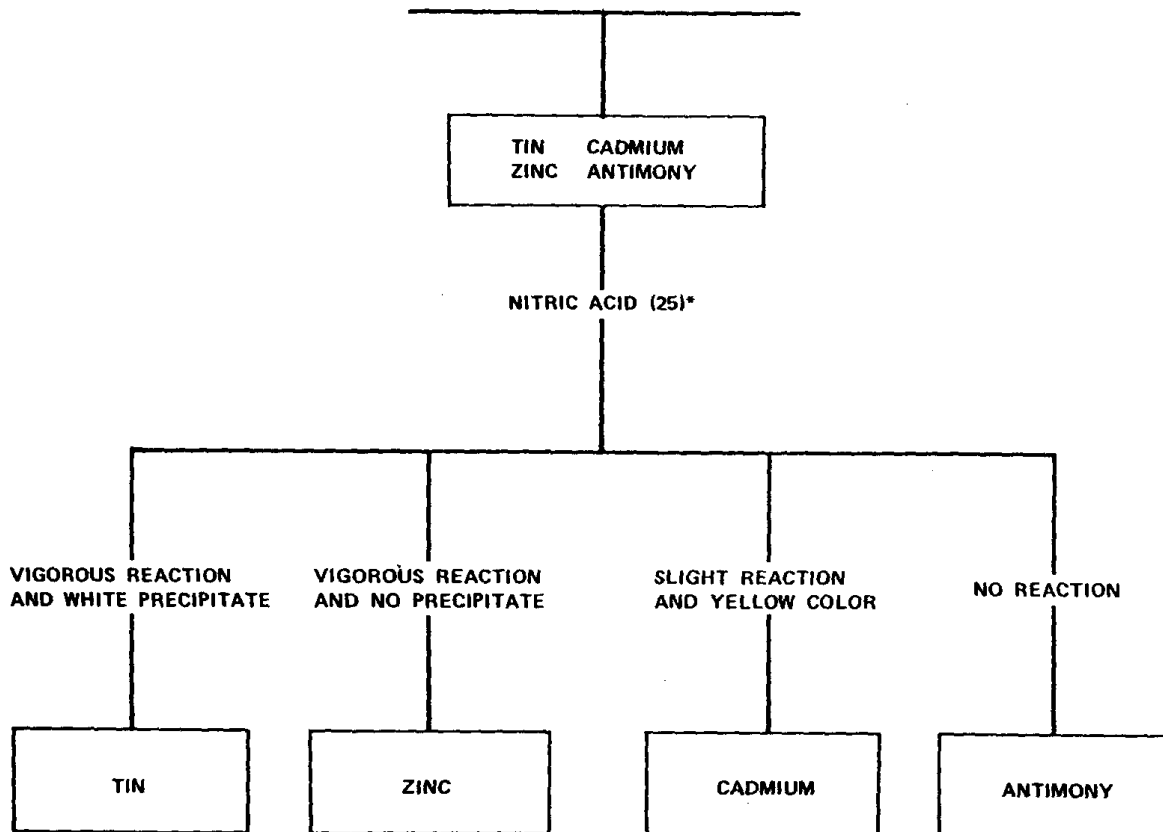 TIN CADMIUM
ZINC ANTIMONY
NITRIC ACID (25)*
VIGOROUS REACTION
AND WHITE PRECIPITATE
VIGOROUS REACTION
AND NO PRECIPITATE
SLIGHT REACTION
AND YELLOW COLOR
NO REACTION
TIN
ZINC
CADMIUM
ANTIMONY